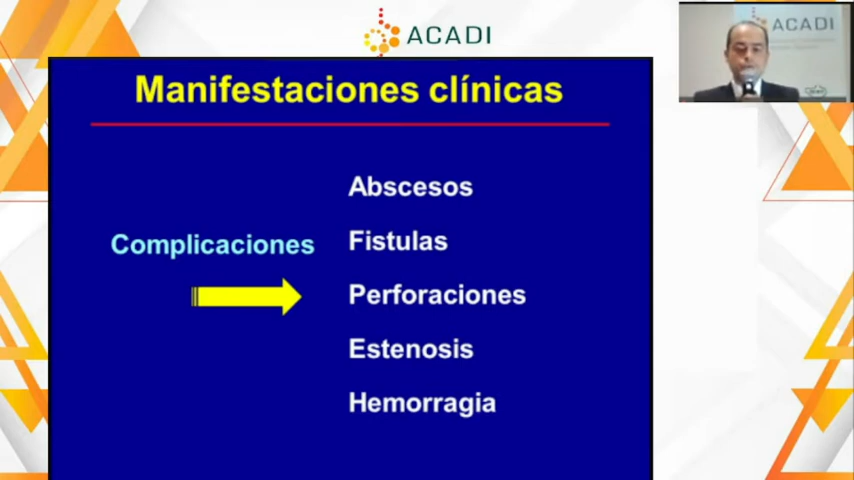 ACADI
ACADI
Manifestaciones clínicas
Abscesos
Complicaciones
Fistulas
Perforaciones
Estenosis
Hemorragia